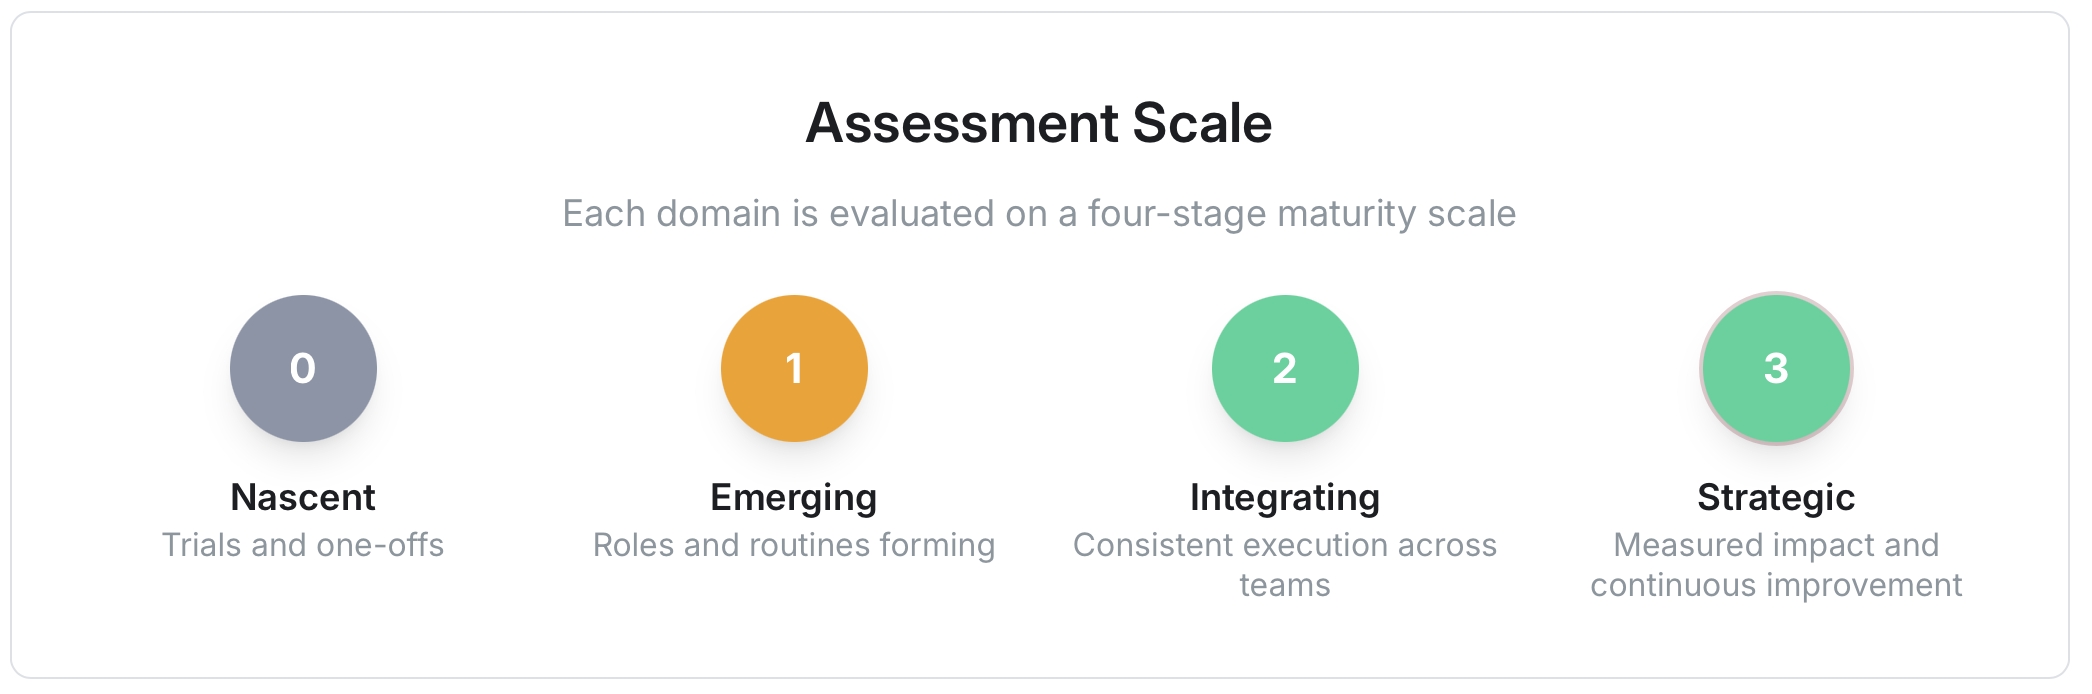 Assessment Scale
Each domain is evaluated on a four-stage maturity scale
0
Nascent
Trials and one-offs
1
Emerging
Roles and routines forming
2
Integrating
Consistent execution across
teams
3
Strategic
Measured impact and
continuous improvement